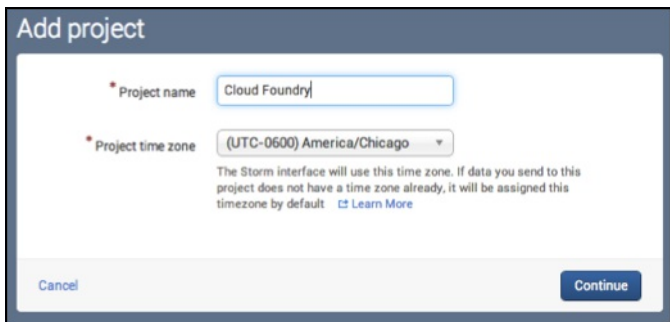 Add project
* Project name
Cloud Foundry
* Project time zone
(UTC-0600) America/Chicago
The Storm interface will use this time zone. If data you send to this
project does not have a time zone already, it will be assigned this
timezone by default Learn More
Cancel
Continue